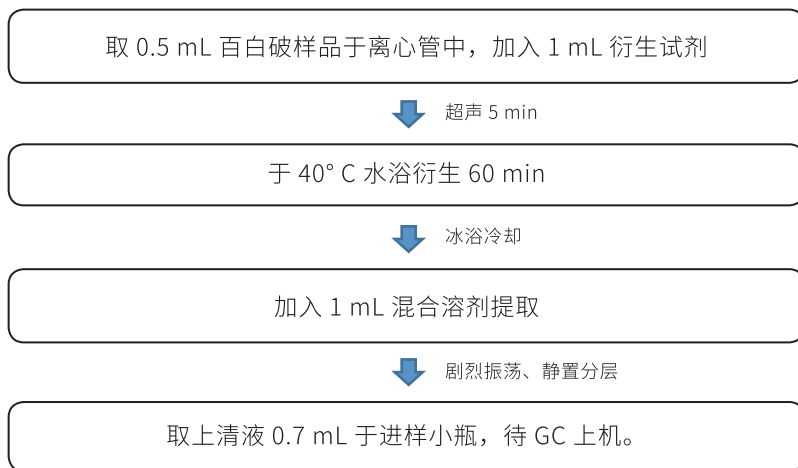 取 0.5 mL 百白破样品于离心管中，加入 1 mL 衍生试剂
超声 5 min
于 40° C 水浴衍生 60 min
冰浴冷却
加入 1 mL 混合溶剂提取
剧烈振荡、静置分层
取上清液 0.7 mL 于进样小瓶，待 GC 上机。